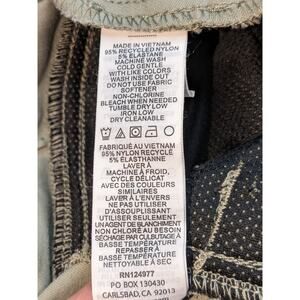 MADE IN VIETNAM
95% RECYCLED NYLON
5% ELASTANE
MACHINE WASH
COLD GENTLE
WITH LIKE COLORS
WASH INSIDE OUT
DO NOT USE FABRIC
SOFTENER
NON-CHLORINE
BLEACH WHEN NEEDED
TUMBLE DRY LOW
IRON LOW
DRY CLEANABLE
FABRIQUÉ AU VIETNAM
95% NYLON RECYCLÉ
5% ÉLASTHANNE
LAVER À
MACHINE À FROID,
CYCLE DÉLICAT
AVEC DES COULEURS
SIMILAIRES
LAVER À L'ENVERS
NE PAS UTILISER
D'ASSOUPLISSANT
UTILISER SEULEMENT
UN AGENT DE BLANCHIMENT
NON CHLORÉ AU BESOIN
SÉCHAGE PAR CULBUTAGE À
BASSE TEMPÉRATURE
REPASSER À
BASSE TEMPÉRATURE
NETTOYABLE À SEC
RN124977
PO BOX 130430
CARLSBAD, CA 92013